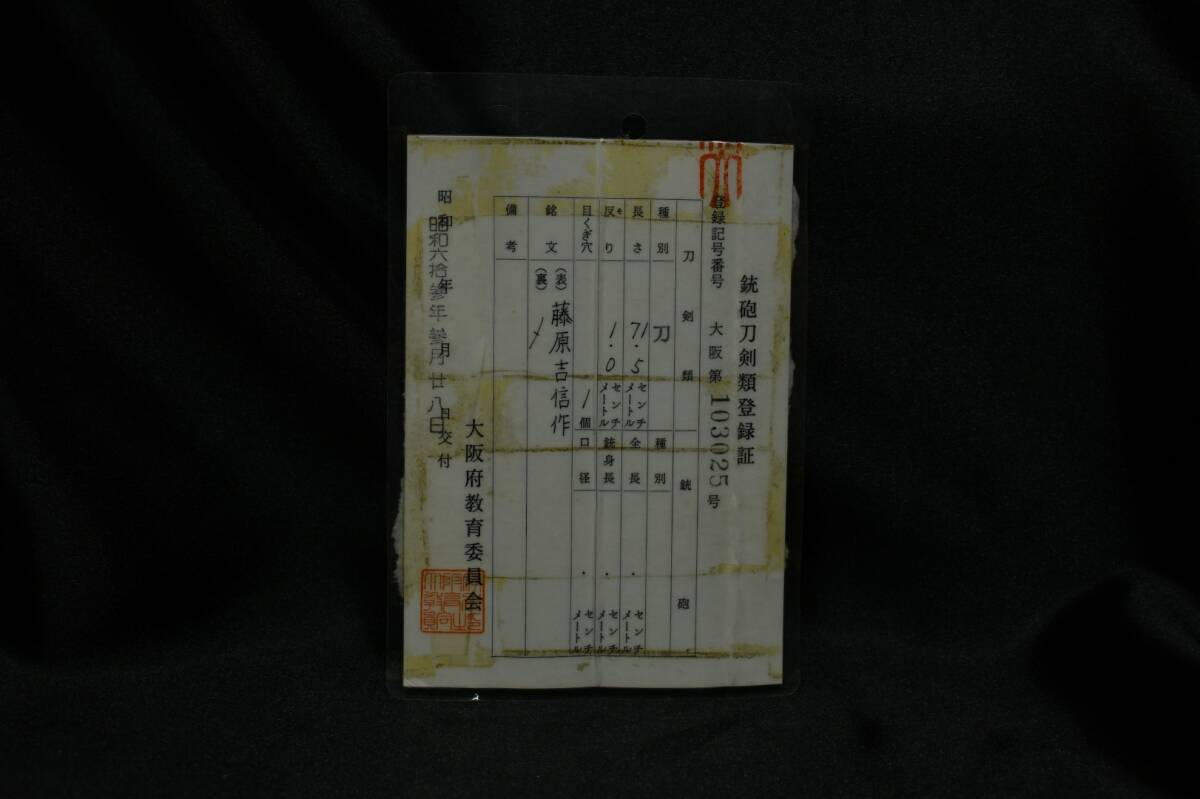 銃砲刀剣類登録証
登録記号番号 大阪第103025号
刀剣類
種別 刀
長さ 71.5 センチメートル
反り 1.0 センチメートル
目くぎ穴 1個
銘文 (表) 藤原吉信作
(裏)
備考
銃砲
種別
全長 ・ センチメートル
銃身長 ・ センチメートル
口径 ・ センチメートル
昭和 年 月 日交付
昭和六拾参年参月廿八日
大阪府教育委員会